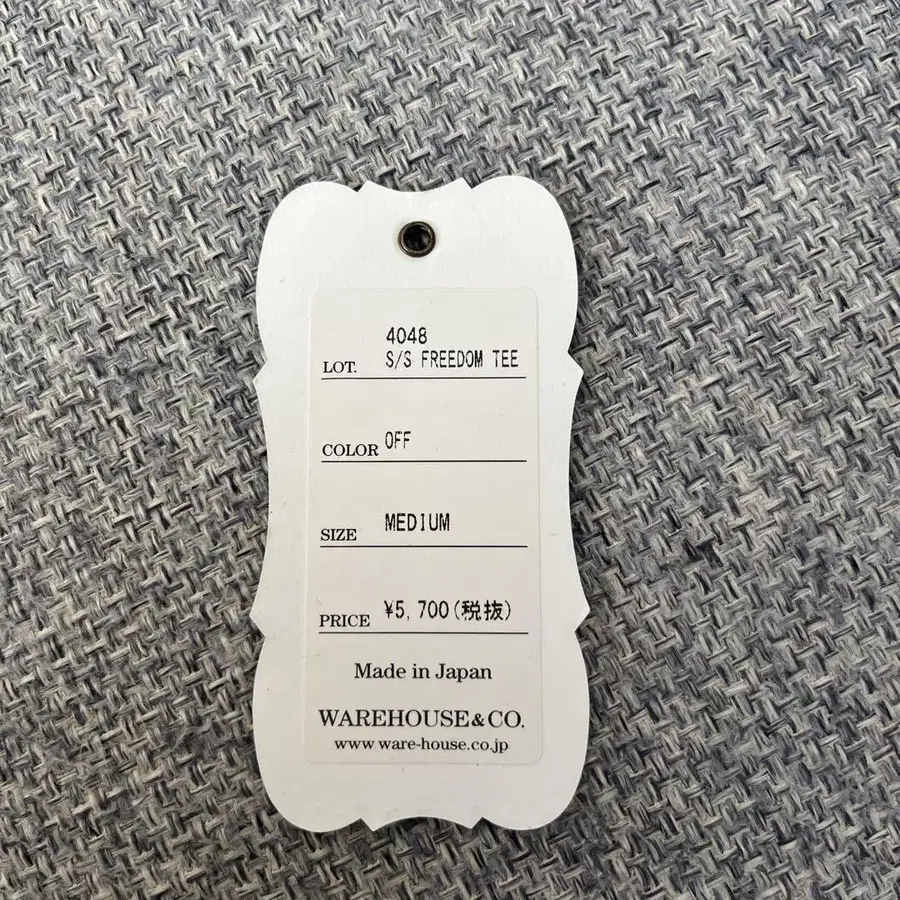 4048
LOT. S/S FREEDOM TEE
COLOR OFF
SIZE MEDIUM
PRICE ¥5,700(税抜)
Made in Japan
WAREHOUSE&CO.
www.ware-house.co.jp